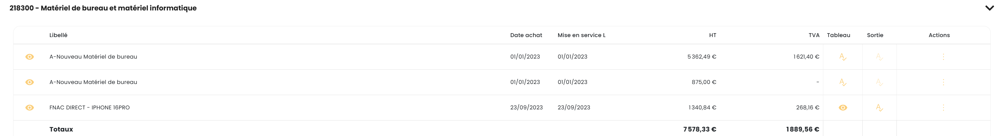 218300 - Matériel de bureau et matériel informatique
Libellé Date achat Mise en service L HT TVA Tableau Sortie Actions
A-Nouveau Matériel de bureau 01/01/2023 01/01/2023 5 362,49 € 1 621,40 €
A-Nouveau Matériel de bureau 01/01/2023 01/01/2023 875,00 € -
FNAC DIRECT - IPHONE 16PRO 23/09/2023 23/09/2023 1 340,84 € 268,16 €
Totaux 7 578,33 € 1 889,56 €